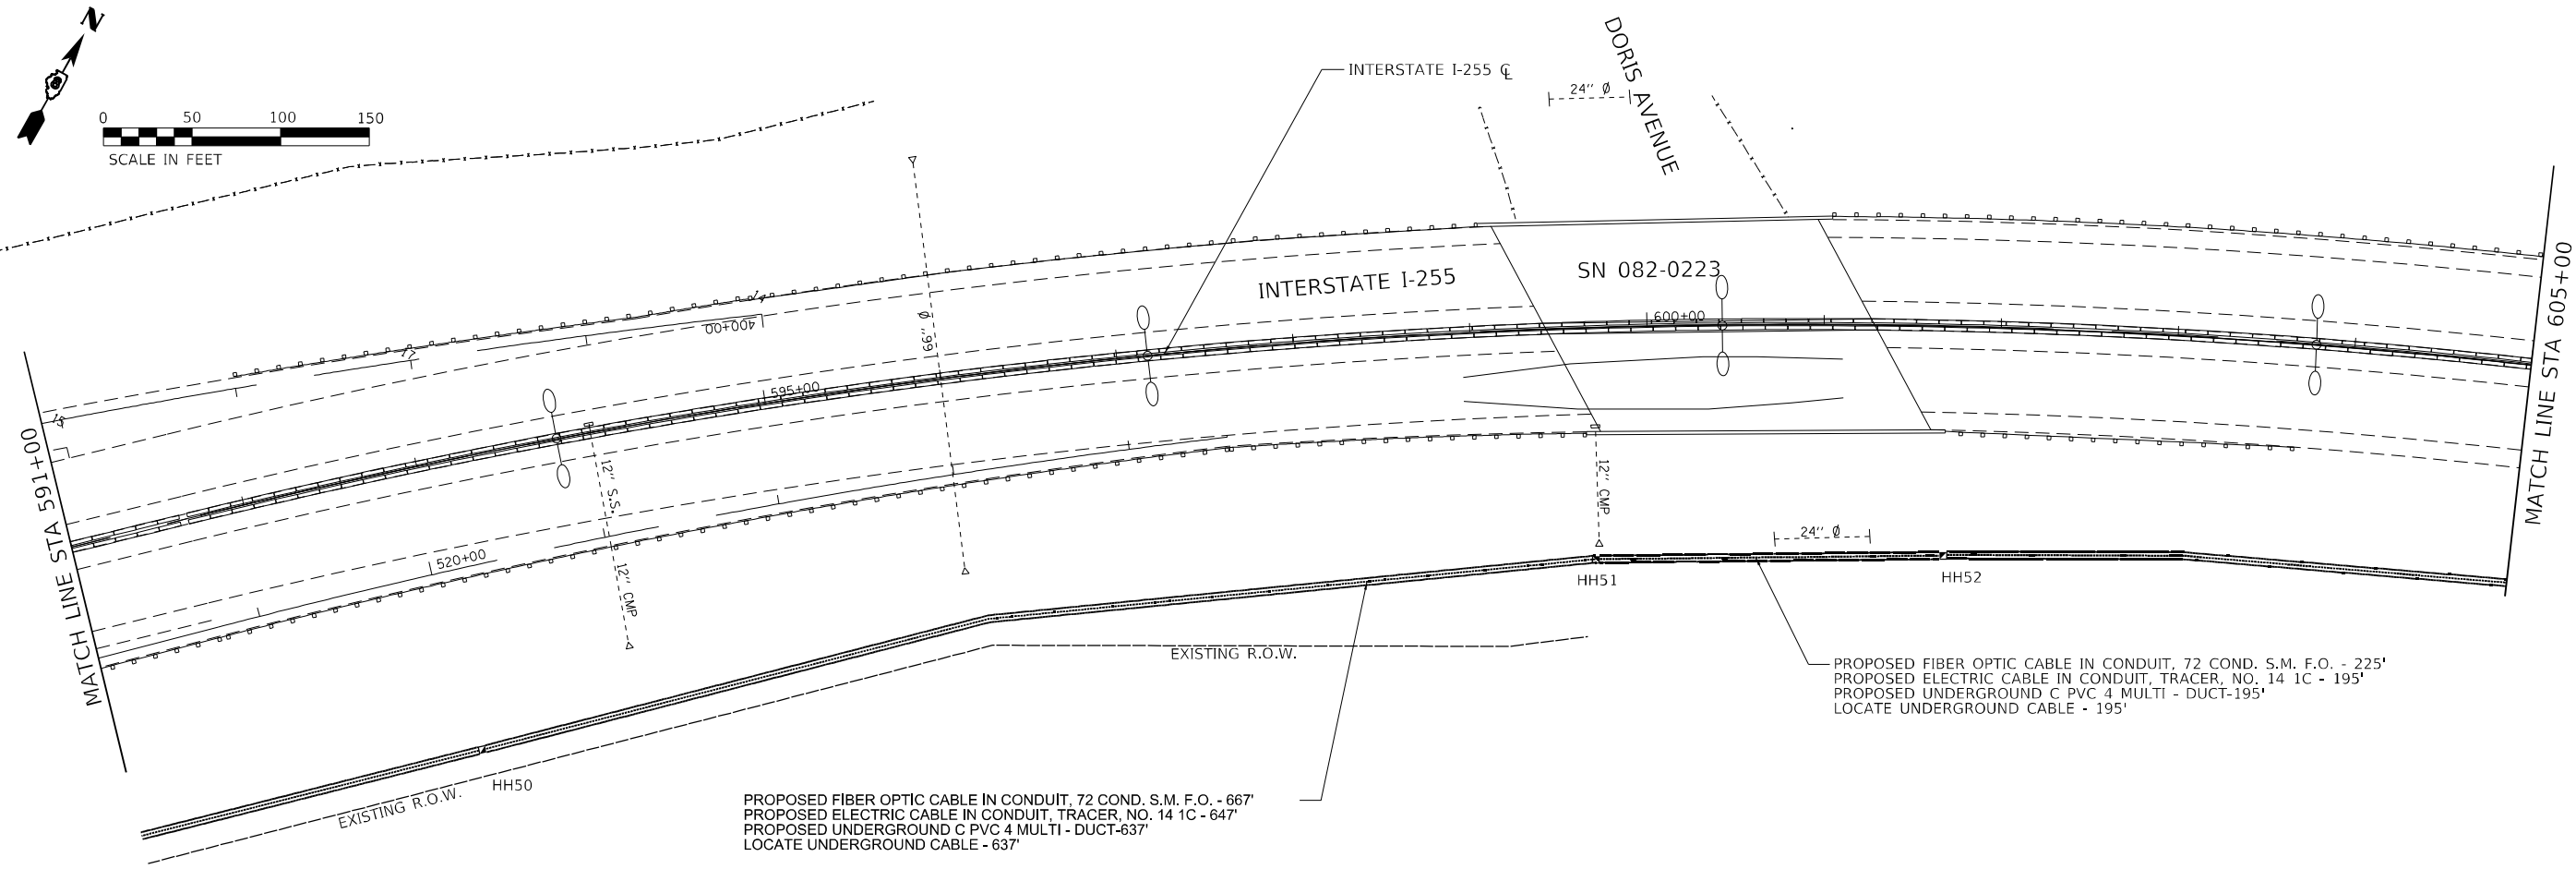 N
0 50 100 150
SCALE IN FEET
INTERSTATE I-255 ℄
DORIS AVENUE
24'' Ø
INTERSTATE I-255
SN 082-0223
MATCH LINE STA 591+00
MATCH LINE STA 605+00
15
17
14
400+00
595+00
600+00
520+00
66'' Ø
12'' S.S.
12'' CMP
12'' CMP
24'' Ø
HH50
HH51
HH52
EXISTING R.O.W.
EXISTING R.O.W.
PROPOSED FIBER OPTIC CABLE IN CONDUIT, 72 COND. S.M. F.O. - 225'
PROPOSED ELECTRIC CABLE IN CONDUIT, TRACER, NO. 14 1C - 195'
PROPOSED UNDERGROUND C PVC 4 MULTI - DUCT-195'
LOCATE UNDERGROUND CABLE - 195'
PROPOSED FIBER OPTIC CABLE IN CONDUIT, 72 COND. S.M. F.O. - 667'
PROPOSED ELECTRIC CABLE IN CONDUIT, TRACER, NO. 14 1C - 647'
PROPOSED UNDERGROUND C PVC 4 MULTI - DUCT-637'
LOCATE UNDERGROUND CABLE - 637'